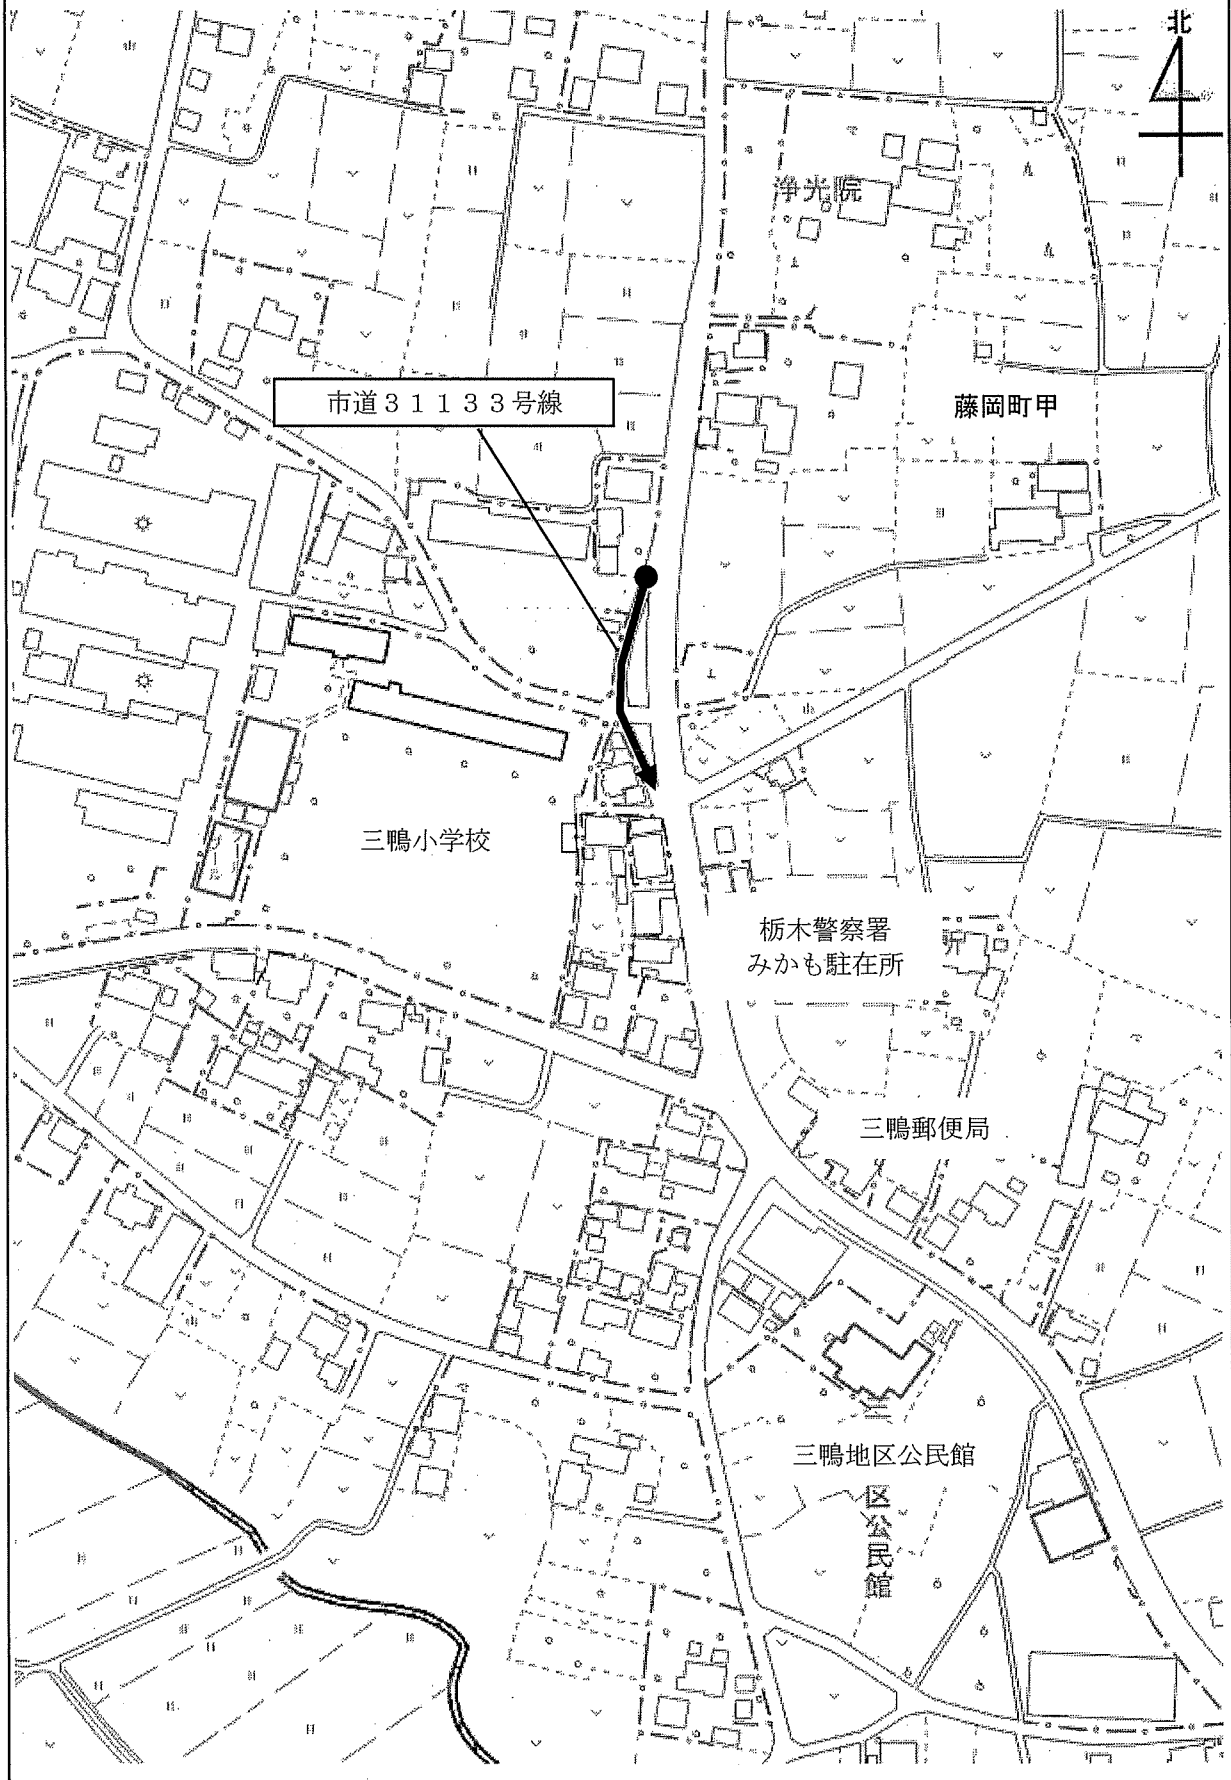 北
浄光院
市道31133号線
藤岡町甲
三鴨小学校
栃木警察署
みかも駐在所
三鴨郵便局
三鴨地区公民館
区公民館